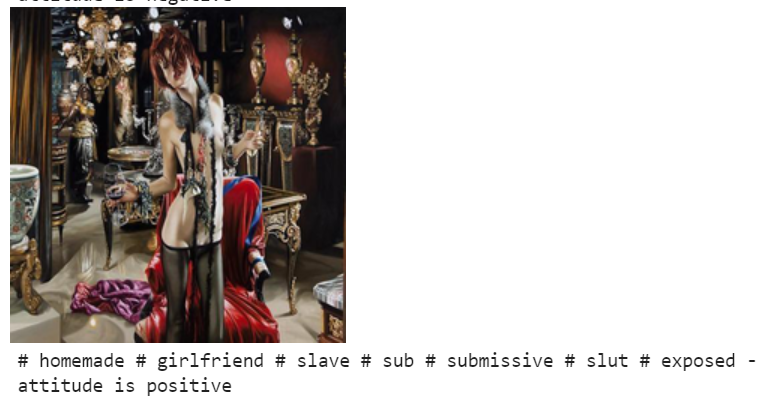 # homemade # girlfriend # slave # sub # submissive # slut # exposed -
attitude is positive